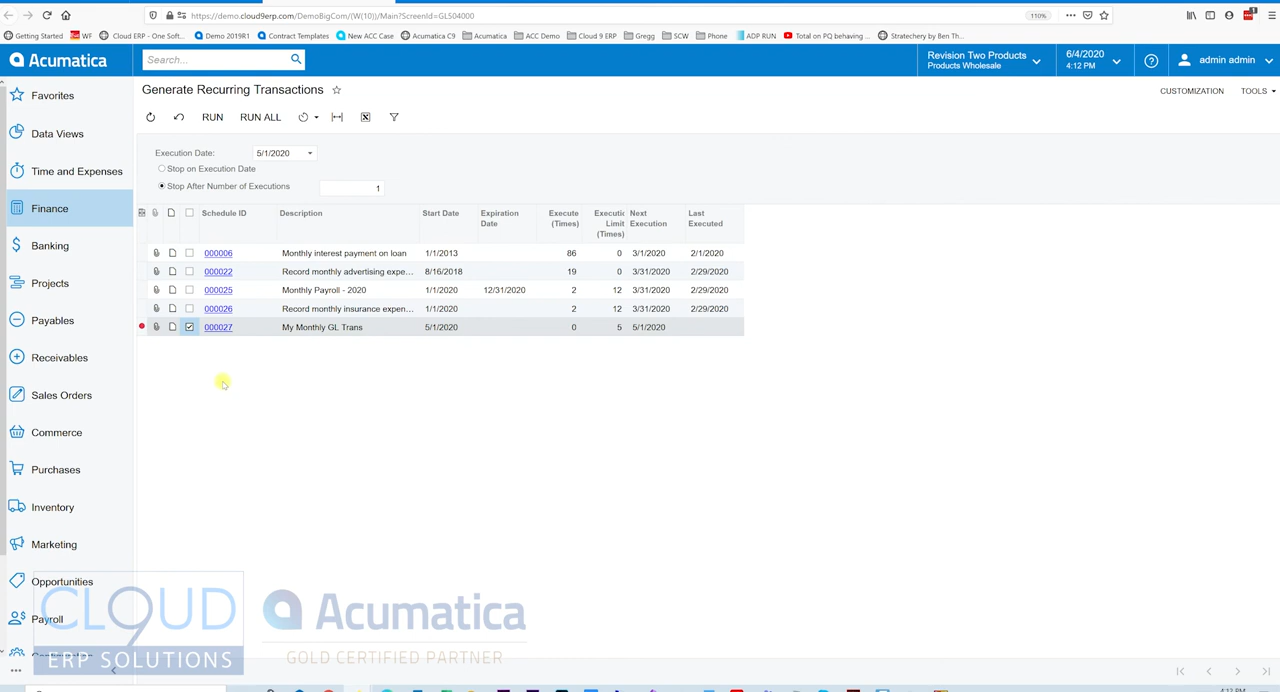 https://demo.cloud9erp.com/DemoBigCom/(W(10))/Main?ScreenId=GL504000
110%
Getting Started
WF
Cloud ERP - One Soft...
Demo 2019R1
Contract Templates
New ACC Case
Acumatica C9
Acumatica
ACC Demo
Cloud 9 ERP
Gregg
SCW
Phone
ADP RUN
Total on PQ behaving ...
Stratechery by Ben Th...
Acumatica
Search...
Revision Two Products
Products Wholesale
6/4/2020
4:12 PM
admin admin
Favorites
Data Views
Time and Expenses
Finance
Banking
Projects
Payables
Receivables
Sales Orders
Commerce
Purchases
Inventory
Marketing
Opportunities
Payroll
Generate Recurring Transactions
CUSTOMIZATION
TOOLS
RUN
RUN ALL
Execution Date:
5/1/2020
Stop on Execution Date
Stop After Number of Executions
1
Schedule ID Description Start Date Expiration Date Execute (Times) Executic Limit (Times) Next Execution Last Executed
000006 Monthly interest payment on loan 1/1/2013 86 0 3/1/2020 2/1/2020
000022 Record monthly advertising expe... 8/16/2018 19 0 3/31/2020 2/29/2020
000025 Monthly Payroll - 2020 1/1/2020 12/31/2020 2 12 3/31/2020 2/29/2020
000026 Record monthly insurance expen... 1/1/2020 2 12 3/31/2020 2/29/2020
000027 My Monthly GL Trans 5/1/2020 0 5 5/1/2020
CLOUD
9
ERP SOLUTIONS
Acumatica
GOLD CERTIFIED PARTNER
4:12 PM